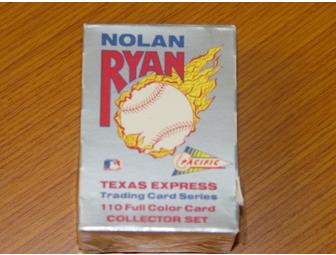 NOLAN
RYAN
PACIFIC
TEXAS EXPRESS
Trading Card Series
110 Full Color Card
COLLECTOR SET